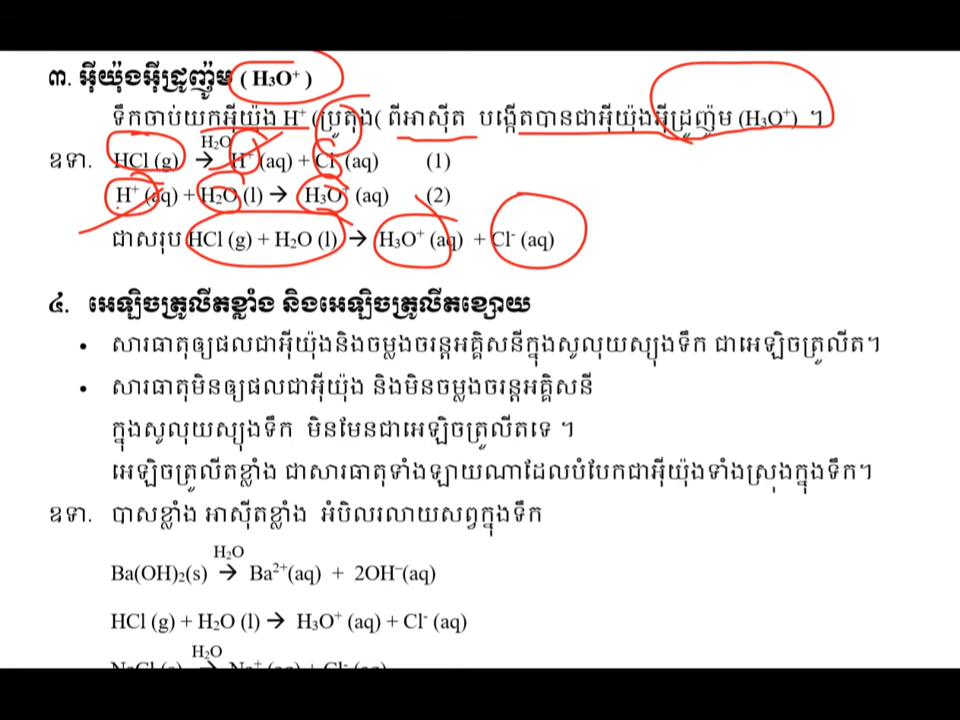 ៣. អ៊ីយ៉ុងអ៊ីដ្រូញ៉ូម ( H₃O⁺ )
ទឹកចាប់យកអ៊ីយ៉ុង H⁺ (ប្រូតុង( ពីអាស៊ីត បង្កើតបានជាអ៊ីយ៉ុងអ៊ីដ្រូញ៉ូម (H₃O⁺) ។
H₂O
ឧទា. HCl (g) → H⁺ (aq) + Cl⁻ (aq) (1)
H⁺ (aq) + H₂O (l) → H₃O⁺ (aq) (2)
ជាសរុប HCl (g) + H₂O (l) → H₃O⁺ (aq) + Cl⁻ (aq)
៤. អេឡិចត្រូលីតខ្លាំង និងអេឡិចត្រូលីតខ្សោយ
• សារធាតុឲ្យផលជាអ៊ីយ៉ុងនិងចម្លងចរន្តអគ្គិសនីក្នុងសូលុយស្យុងទឹក ជាអេឡិចត្រូលីត។
• សារធាតុមិនឲ្យផលជាអ៊ីយ៉ុង និងមិនចម្លងចរន្តអគ្គិសនី
ក្នុងសូលុយស្យុងទឹក មិនមែនជាអេឡិចត្រូលីតទេ ។
អេឡិចត្រូលីតខ្លាំង ជាសារធាតុទាំងឡាយណាដែលបំបែកជាអ៊ីយ៉ុងទាំងស្រុងក្នុងទឹក។
ឧទា. បាសខ្លាំង អាស៊ីតខ្លាំង អំបិលរលាយសព្វក្នុងទឹក
H₂O
Ba(OH)₂(s) → Ba²⁺(aq) + 2OH⁻(aq)
HCl (g) + H₂O (l) → H₃O⁺ (aq) + Cl⁻ (aq)
H₂O
NaCl (s) → Na⁺ (aq) + Cl⁻ (aq)